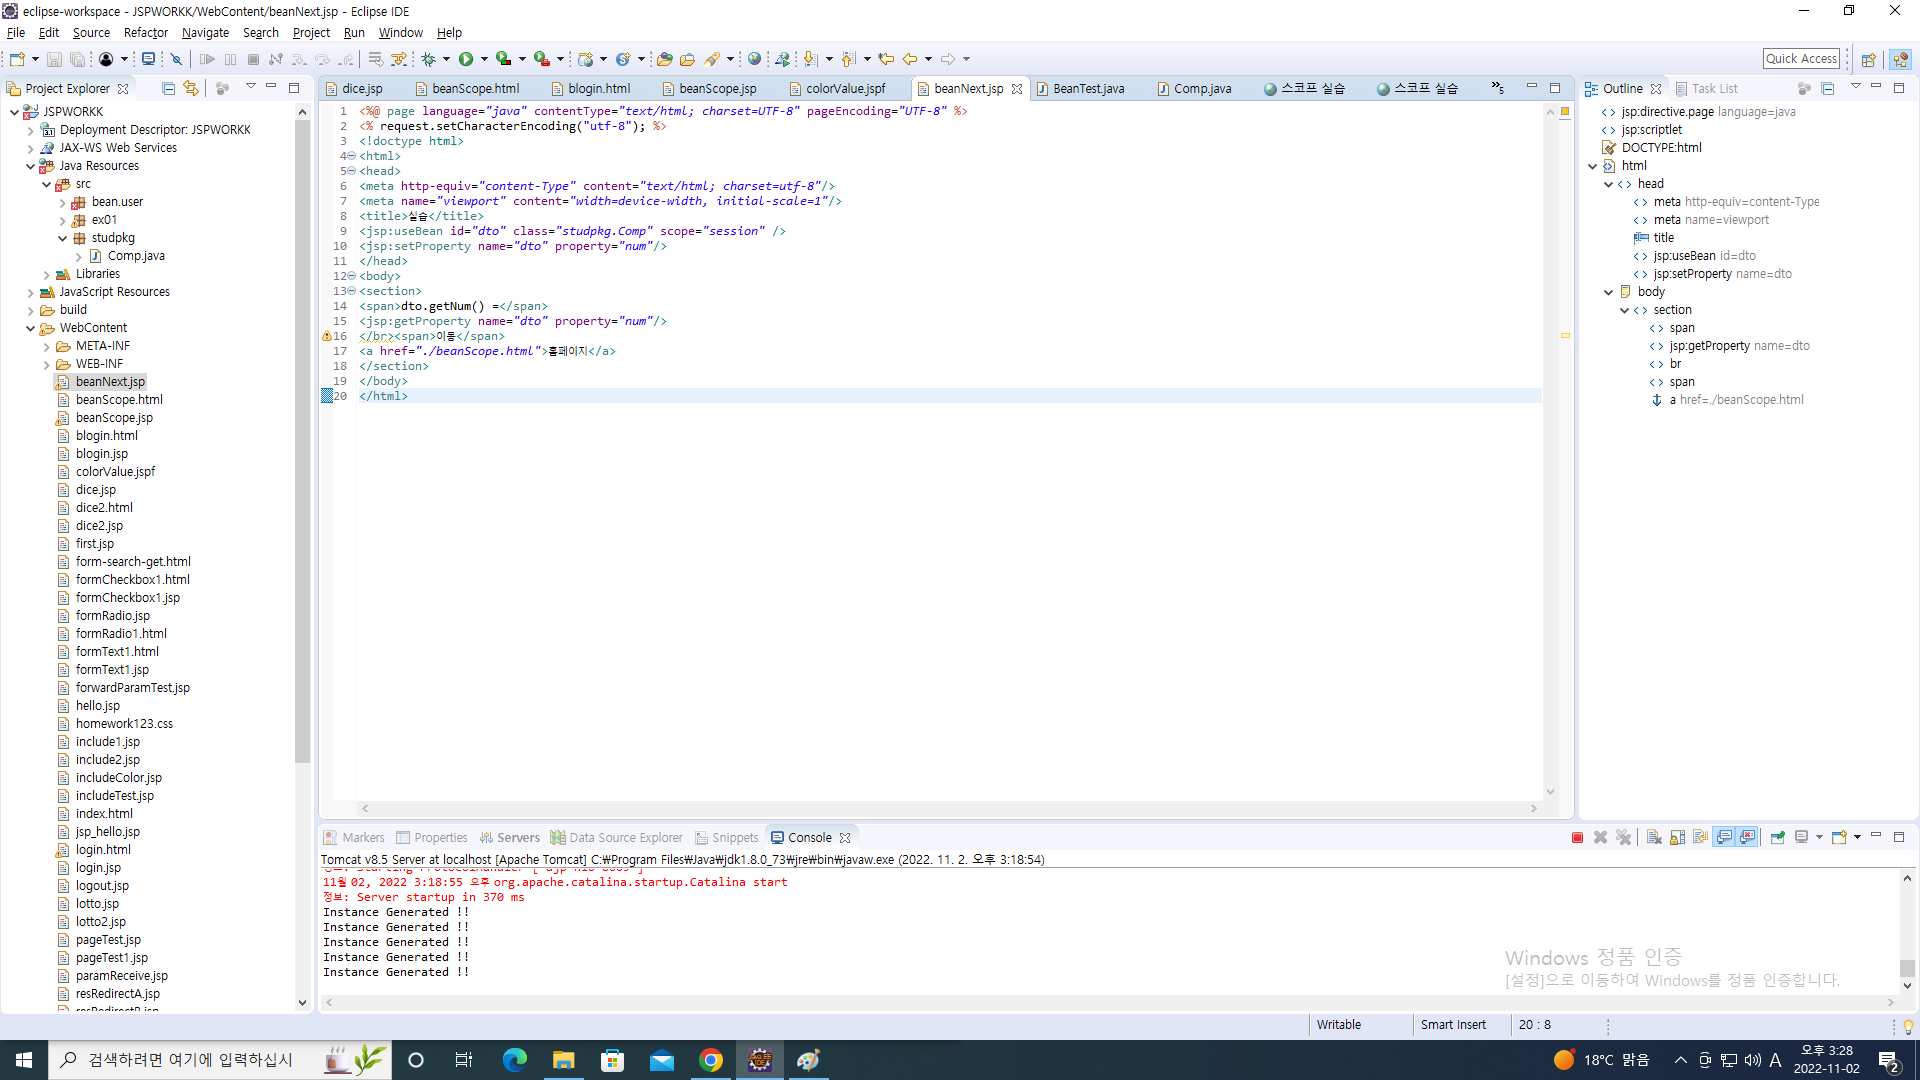 eclipse-workspace - JSPWORKK/WebContent/beanNext.jsp - Eclipse IDE
File Edit Source Refactor Navigate Search Project Run Window Help
Quick Access
Project Explorer
dice.jsp beanScope.html blogin.html beanScope.jsp colorValue.jspf beanNext.jsp BeanTest.java Comp.java 스코프 실습 스코프 실습 »5
Outline Task List
JSPWORKK
Deployment Descriptor: JSPWORKK
JAX-WS Web Services
Java Resources
src
bean.user
ex01
studpkg
Comp.java
Libraries
JavaScript Resources
build
WebContent
META-INF
WEB-INF
beanNext.jsp
beanScope.html
beanScope.jsp
blogin.html
blogin.jsp
colorValue.jspf
dice.jsp
dice2.html
dice2.jsp
first.jsp
form-search-get.html
formCheckbox1.html
formCheckbox1.jsp
formRadio.jsp
formRadio1.html
formText1.html
formText1.jsp
forwardParamTest.jsp
hello.jsp
homework123.css
include1.jsp
include2.jsp
includeColor.jsp
includeTest.jsp
index.html
jsp_hello.jsp
login.html
login.jsp
logout.jsp
lotto.jsp
lotto2.jsp
pageTest.jsp
pageTest1.jsp
paramReceive.jsp
resRedirectA.jsp
resRedirectB.jsp
1 <%@ page language="java" contentType="text/html; charset=UTF-8" pageEncoding="UTF-8" %>
2 <% request.setCharacterEncoding("utf-8"); %>
3 <!doctype html>
4 <html>
5 <head>
6 <meta http-equiv="content-Type" content="text/html; charset=utf-8"/>
7 <meta name="viewport" content="width=device-width, initial-scale=1"/>
8 <title>실습</title>
9 <jsp:useBean id="dto" class="studpkg.Comp" scope="session" />
10 <jsp:setProperty name="dto" property="num"/>
11 </head>
12 <body>
13 <section>
14 <span>dto.getNum() =</span>
15 <jsp:getProperty name="dto" property="num"/>
16 </br><span>이동</span>
17 <a href="./beanScope.html">홈페이지</a>
18 </section>
19 </body>
20 </html>
jsp:directive.page language=java
jsp:scriptlet
DOCTYPE:html
html
head
meta http-equiv=content-Type
meta name=viewport
title
jsp:useBean id=dto
jsp:setProperty name=dto
body
section
span
jsp:getProperty name=dto
br
span
a href=./beanScope.html
Markers Properties Servers Data Source Explorer Snippets Console
Tomcat v8.5 Server at localhost [Apache Tomcat] C:₩Program Files₩Java₩jdk1.8.0_73₩jre₩bin₩javaw.exe (2022. 11. 2. 오후 3:18:54)
11월 02, 2022 3:18:55 오후 org.apache.catalina.startup.Catalina start
정보: Server startup in 370 ms
Instance Generated !!
Instance Generated !!
Instance Generated !!
Instance Generated !!
Instance Generated !!
Windows 정품 인증
[설정]으로 이동하여 Windows를 정품 인증합니다.
Writable Smart Insert 20 : 8
검색하려면 여기에 입력하십시
18°C 맑음 A 오후 3:28
2022-11-02
2